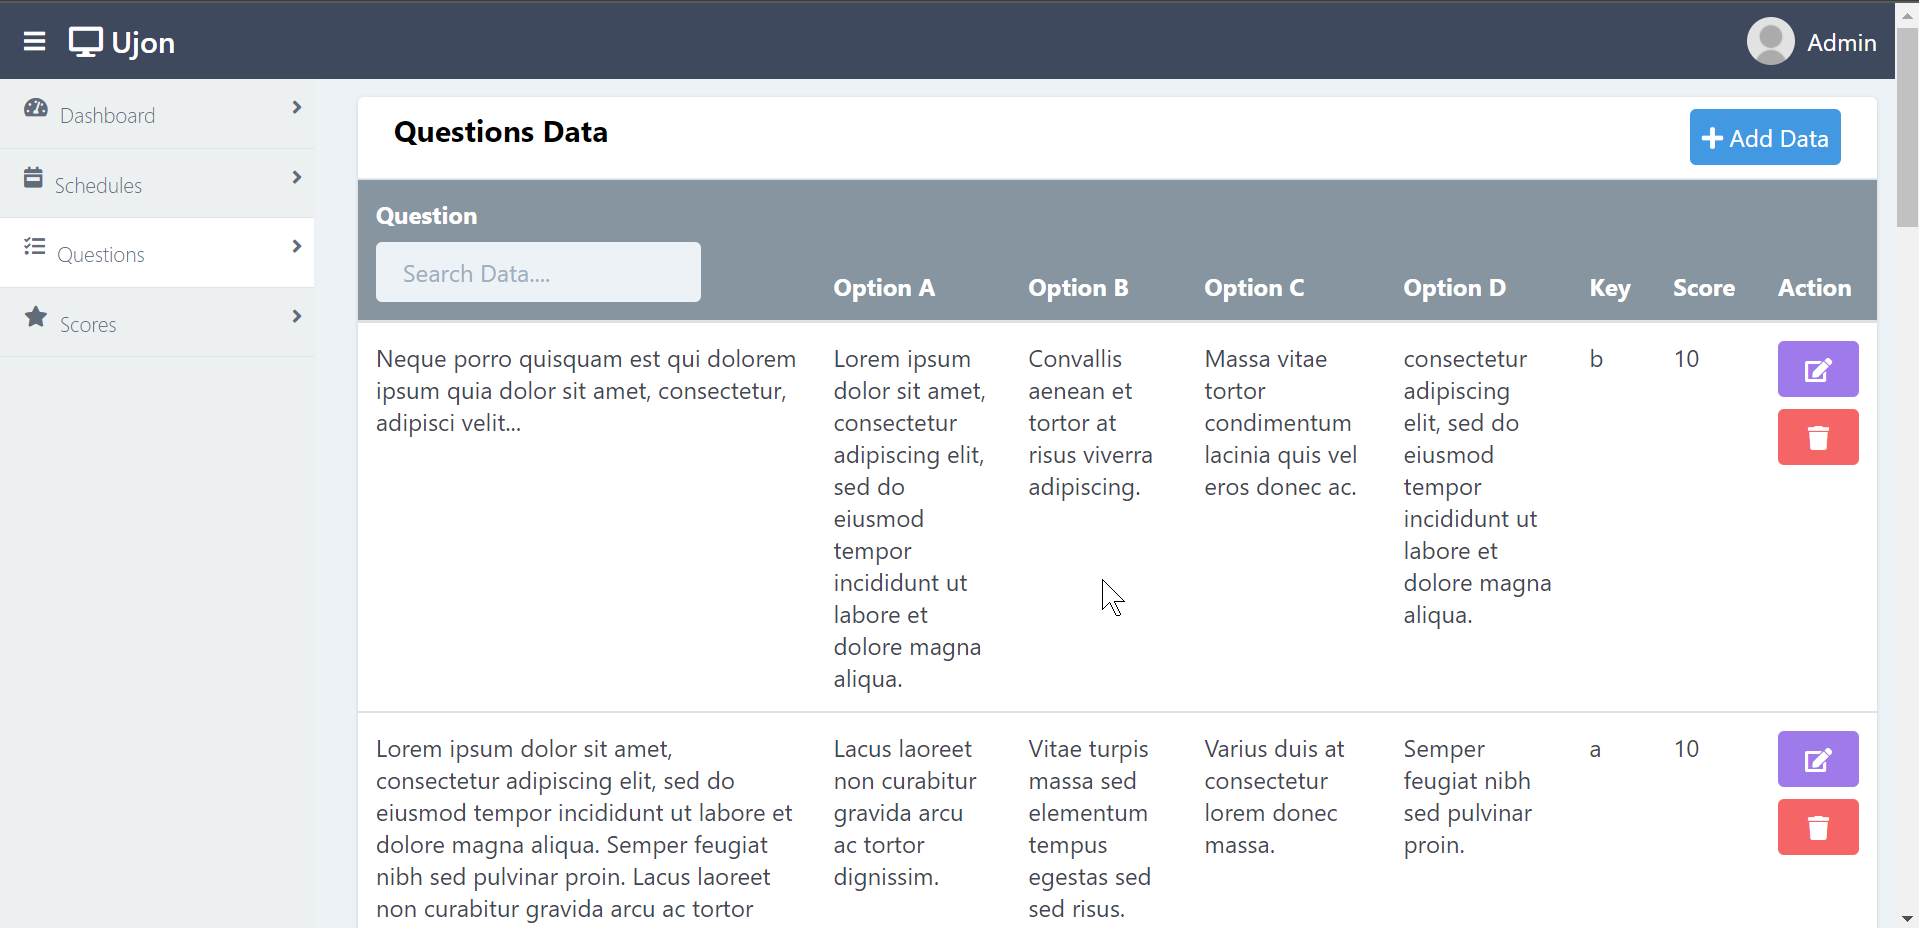 Ujon
Admin
Dashboard
Schedules
Questions
Scores
Questions Data
Add Data
Question
Search Data....
Option A
Option B
Option C
Option D
Key
Score
Action
Neque porro quisquam est qui dolorem
ipsum quia dolor sit amet, consectetur,
adipisci velit...
Lorem ipsum
dolor sit amet,
consectetur
adipiscing elit,
sed do
eiusmod
tempor
incididunt ut
labore et
dolore magna
aliqua.
Convallis
aenean et
tortor at
risus viverra
adipiscing.
Massa vitae
tortor
condimentum
lacinia quis vel
eros donec ac.
consectetur
adipiscing
elit, sed do
eiusmod
tempor
incididunt ut
labore et
dolore magna
aliqua.
b
10
Lorem ipsum dolor sit amet,
consectetur adipiscing elit, sed do
eiusmod tempor incididunt ut labore et
dolore magna aliqua. Semper feugiat
nibh sed pulvinar proin. Lacus laoreet
non curabitur gravida arcu ac tortor
Lacus laoreet
non curabitur
gravida arcu
ac tortor
dignissim.
Vitae turpis
massa sed
elementum
tempus
egestas sed
sed risus.
Varius duis at
consectetur
lorem donec
massa.
Semper
feugiat nibh
sed pulvinar
proin.
a
10